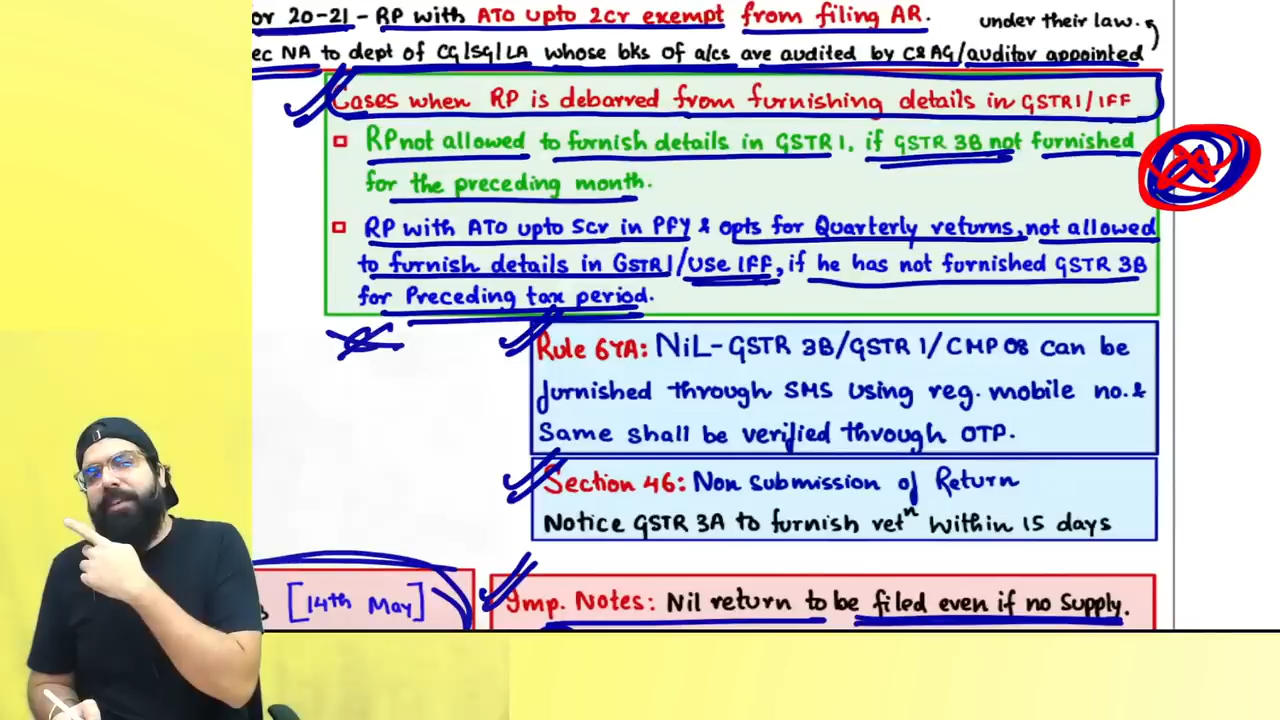 or 20-21 - RP with ATO upto 2cr exempt from filing AR.
under their law.
ec NA to dept of CG/SG/LA whose bks of a/cs are audited by C&AG/auditor appointed
Cases when RP is debarred from furnishing details in GSTR1/IFF
RP not allowed to furnish details in GSTR1, if GSTR 3B not furnished
for the preceding month.
RP with ATO upto 5cr in PFY & opts for Quarterly returns, not allowed
to furnish details in GSTR1/use IFF, if he has not furnished GSTR 3B
for Preceding tax period.
Rule 67A: NiL-GSTR 3B/GSTR1/CMP08 can be
furnished through SMS using reg. mobile no. &
Same shall be verified through OTP.
Section 46: Non Submission of Return
Notice GSTR 3A to furnish retⁿ within 15 days
s [14th May]
Imp. Notes: Nil return to be filed even if no Supply.